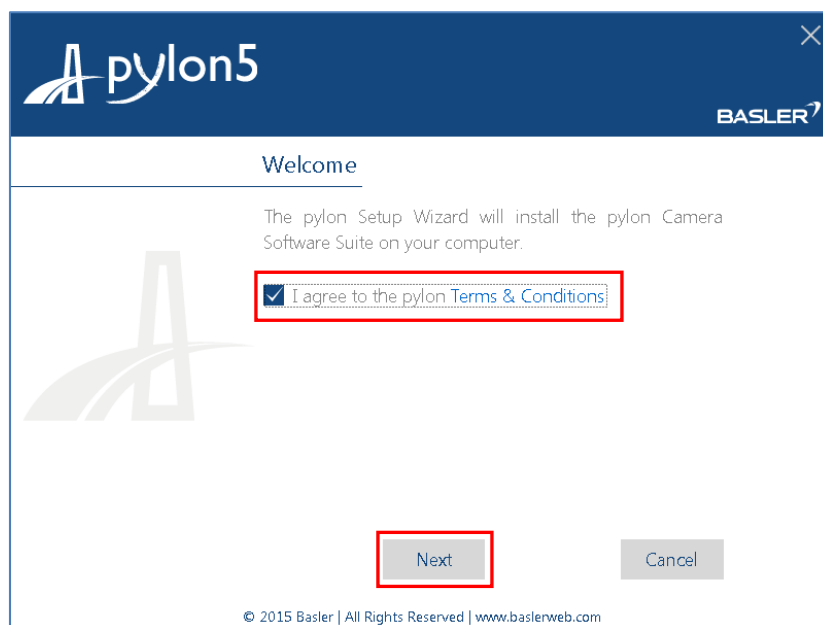 pylon5
BASLER
Welcome
The pylon Setup Wizard will install the pylon Camera
Software Suite on your computer.
I agree to the pylon Terms & Conditions
Next
Cancel
© 2015 Basler | All Rights Reserved | www.baslerweb.com